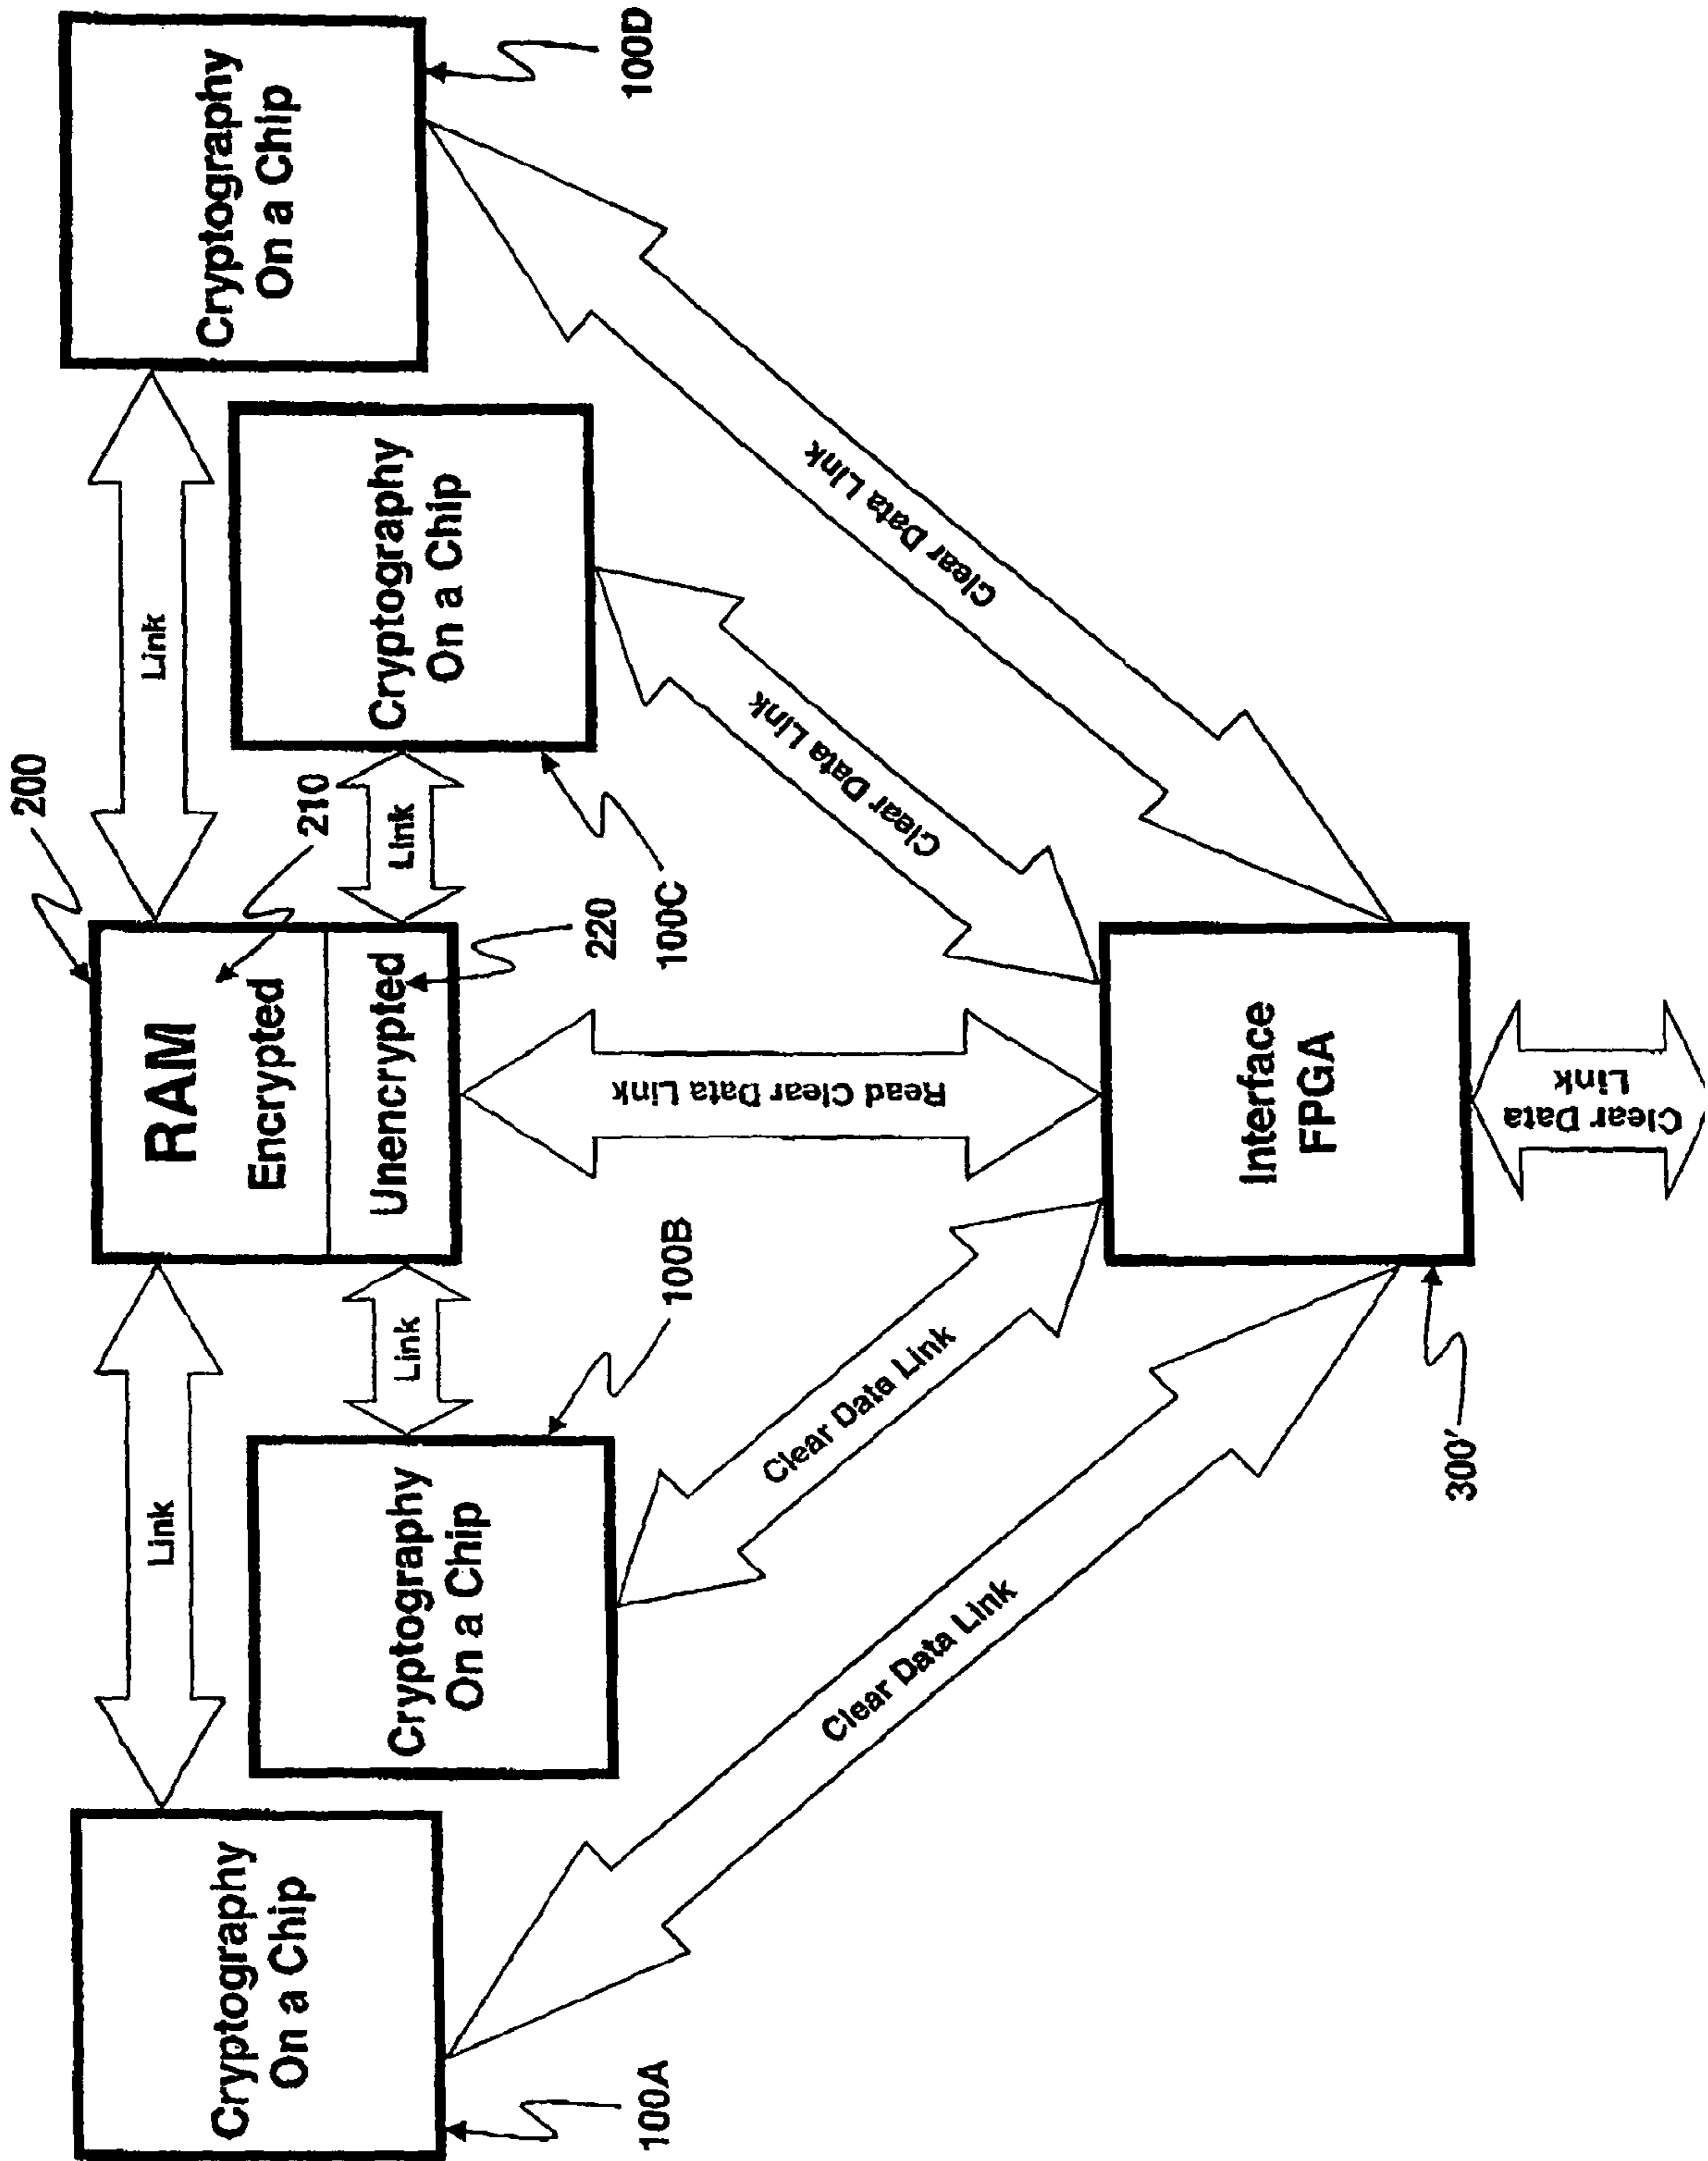 Cryptography
On a Chip
100A
Link
Cryptography
On a Chip
100B
Link
200
RAM
Encrypted
210
Unencrypted
220
Link
Cryptography
On a Chip
100C
Link
Cryptography
On a Chip
100D
Clear Data Link
Clear Data Link
Read Clear Data Link
Clear Data Link
Clear Data Link
Interface
FPGA
300'
Clear Data
Link